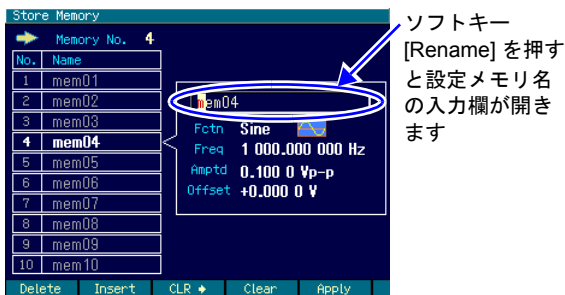 Store Memory
Memory No. 4
No. Name
1 mem01
2 mem02
3 mem03
4 mem04
5 mem05
6 mem06
7 mem07
8 mem08
9 mem09
10 mem10
mem04
Fctn Sine
Freq 1 000.000 000 Hz
Amptd 0.100 0 Vp-p
Offset +0.000 0 V
Delete Insert CLR Clear Apply
ソフトキー
[Rename] を押す
と設定メモリ名
の入力欄が開き
ます